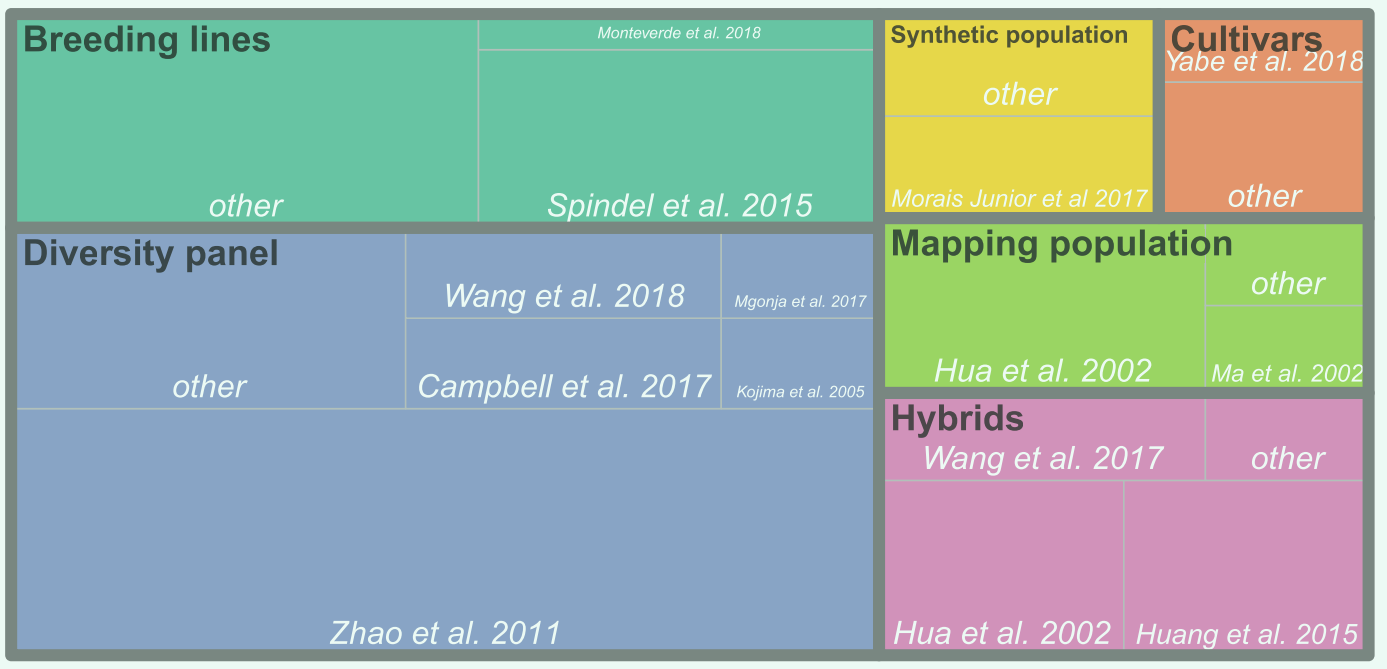 Breeding lines
Monteverde et al. 2018
other
Spindel et al. 2015
Synthetic population
other
Morais Junior et al 2017
Cultivars
Yabe et al. 2018
other
Diversity panel
Wang et al. 2018
Mgonja et al. 2017
other
Campbell et al. 2017
Kojima et al. 2005
Zhao et al. 2011
Mapping population
other
Hua et al. 2002
Ma et al. 2002
Hybrids
Wang et al. 2017
other
Hua et al. 2002
Huang et al. 2015